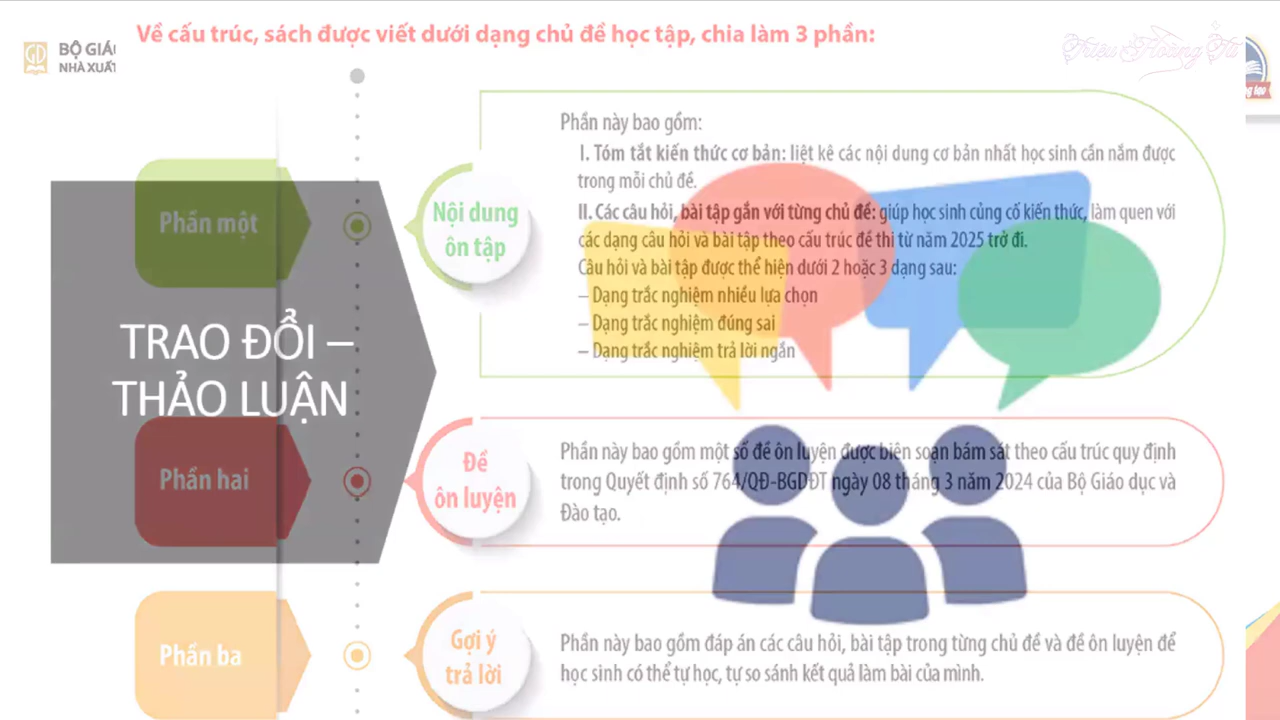 Về cấu trúc, sách được viết dưới dạng chủ đề học tập, chia làm 3 phần:
BỘ GIÁO
NHÀ XUẤT
Triệu Hoàng Tú
Phần một
Nội dung
ôn tập
Phần này bao gồm:
I. Tóm tắt kiến thức cơ bản: liệt kê các nội dung cơ bản nhất học sinh cần nắm được
trong mỗi chủ đề.
II. Các câu hỏi, bài tập gắn với từng chủ đề: giúp học sinh củng cố kiến thức, làm quen với
các dạng câu hỏi và bài tập theo cấu trúc đề thi từ năm 2025 trở đi.
Câu hỏi và bài tập được thể hiện dưới 2 hoặc 3 dạng sau:
– Dạng trắc nghiệm nhiều lựa chọn
– Dạng trắc nghiệm đúng sai
– Dạng trắc nghiệm trả lời ngắn
TRAO ĐỔI –
THẢO LUẬN
Phần hai
Đề
ôn luyện
Phần này bao gồm một số đề ôn luyện được biên soạn bám sát theo cấu trúc quy định
trong Quyết định số 764/QĐ-BGDĐT ngày 08 tháng 3 năm 2024 của Bộ Giáo dục và
Đào tạo.
Phần ba
Gợi ý
trả lời
Phần này bao gồm đáp án các câu hỏi, bài tập trong từng chủ đề và đề ôn luyện để
học sinh có thể tự học, tự so sánh kết quả làm bài của mình.